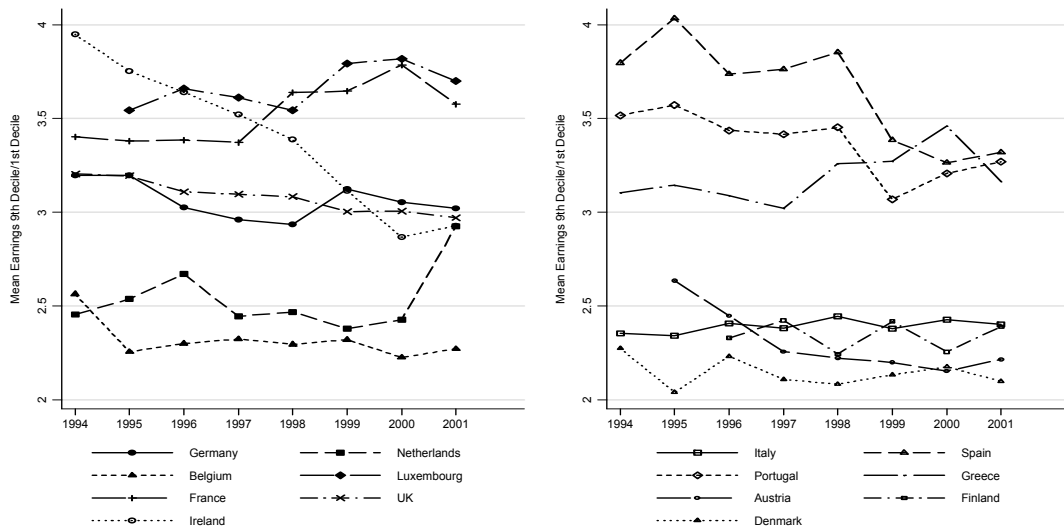 Mean Earnings 9th Decile/1st Decile
4
3.5
3
2.5
2
1994 1995 1996 1997 1998 1999 2000 2001
Germany Netherlands
Belgium Luxembourg
France UK
Ireland
Mean Earnings 9th Decile/1st Decile
4
3.5
3
2.5
2
1994 1995 1996 1997 1998 1999 2000 2001
Italy Spain
Portugal Greece
Austria Finland
Denmark